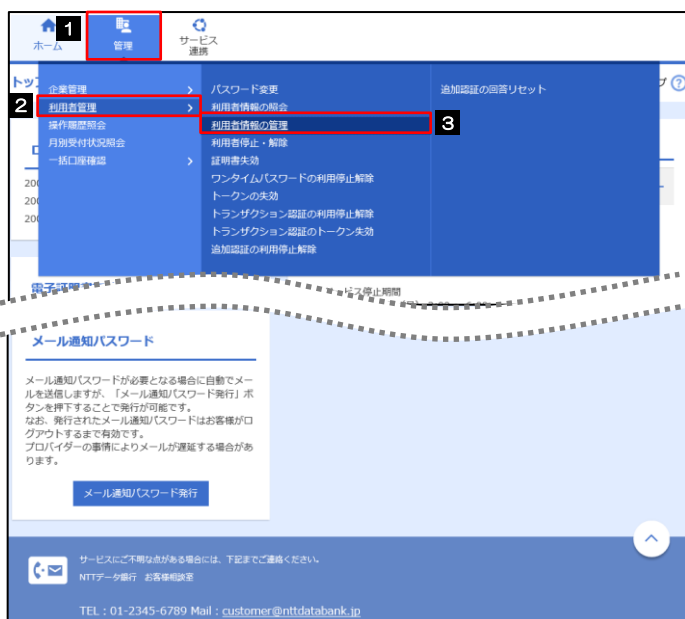 1
ホーム
管理
サービス
連携
トップ
プ ?
企業管理 >
パスワード変更
追加認証の回答リセット
2
利用者管理 >
利用者情報の照会
操作履歴照会
利用者情報の管理
3
月別受付状況照会
利用者停止・解除
一括口座確認 >
証明書失効
ワンタイムパスワードの利用停止解除
トークンの失効
トランザクション認証の利用停止解除
トランザクション認証のトークン失効
追加認証の利用停止解除
200
200
200
電子証明
ービス停止期間
メール通知パスワード
メール通知パスワードが必要となる場合に自動でメー
ルを送信しますが、「メール通知パスワード発行」ボ
タンを押下することで発行が可能です。
なお、発行されたメール通知パスワードはお客様がロ
グアウトするまで有効です。
プロバイダーの事情によりメールが遅延する場合があ
ります。
メール通知パスワード発行
サービスにご不明な点がある場合には、下記までご連絡ください。
NTTデータ銀行 お客様相談室
TEL : 01-2345-6789 Mail : customer@nttdatabank.jp